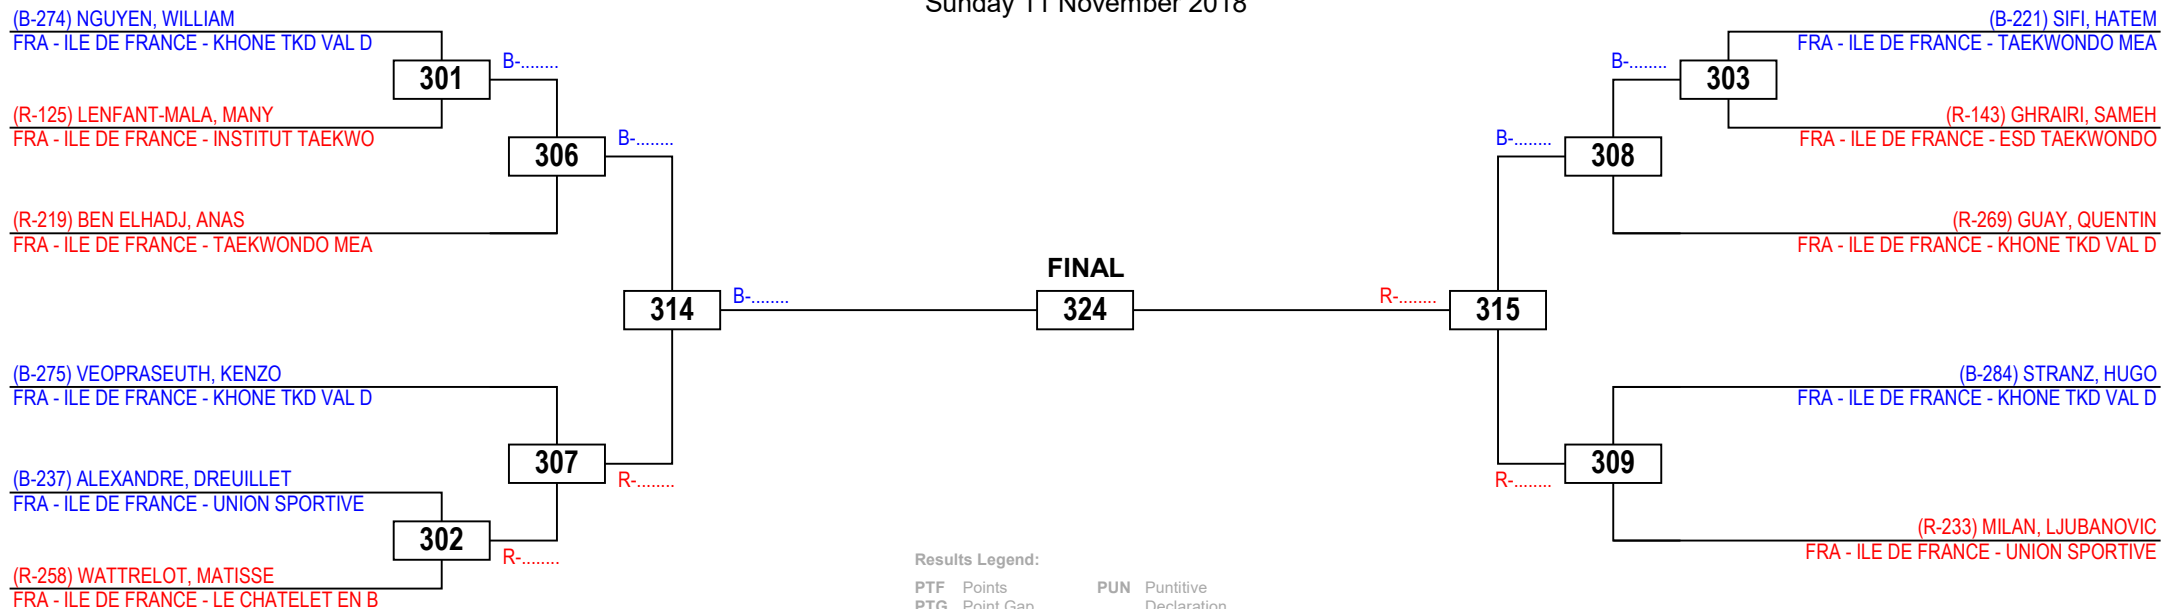 Sunday 11 November 2018
(B-274) NGUYEN, WILLIAM
FRA - ILE DE FRANCE - KHONE TKD VAL D
301
B-........
(R-125) LENFANT-MALA, MANY
FRA - ILE DE FRANCE - INSTITUT TAEKWO
306
B-........
(R-219) BEN ELHADJ, ANAS
FRA - ILE DE FRANCE - TAEKWONDO MEA
314
B-........
(B-275) VEOPRASEUTH, KENZO
FRA - ILE DE FRANCE - KHONE TKD VAL D
307
R-........
(B-237) ALEXANDRE, DREUILLET
FRA - ILE DE FRANCE - UNION SPORTIVE
302
R-........
(R-258) WATTRELOT, MATISSE
FRA - ILE DE FRANCE - LE CHATELET EN B
FINAL
324
(B-221) SIFI, HATEM
FRA - ILE DE FRANCE - TAEKWONDO MEA
B-........
303
(R-143) GHRAIRI, SAMEH
FRA - ILE DE FRANCE - ESD TAEKWONDO
B-........
308
(R-269) GUAY, QUENTIN
FRA - ILE DE FRANCE - KHONE TKD VAL D
R-........
315
(B-284) STRANZ, HUGO
FRA - ILE DE FRANCE - KHONE TKD VAL D
309
R-........
(R-233) MILAN, LJUBANOVIC
FRA - ILE DE FRANCE - UNION SPORTIVE
Results Legend:
PTF Points PUN Puntitive
PTG Point Gap Declaration